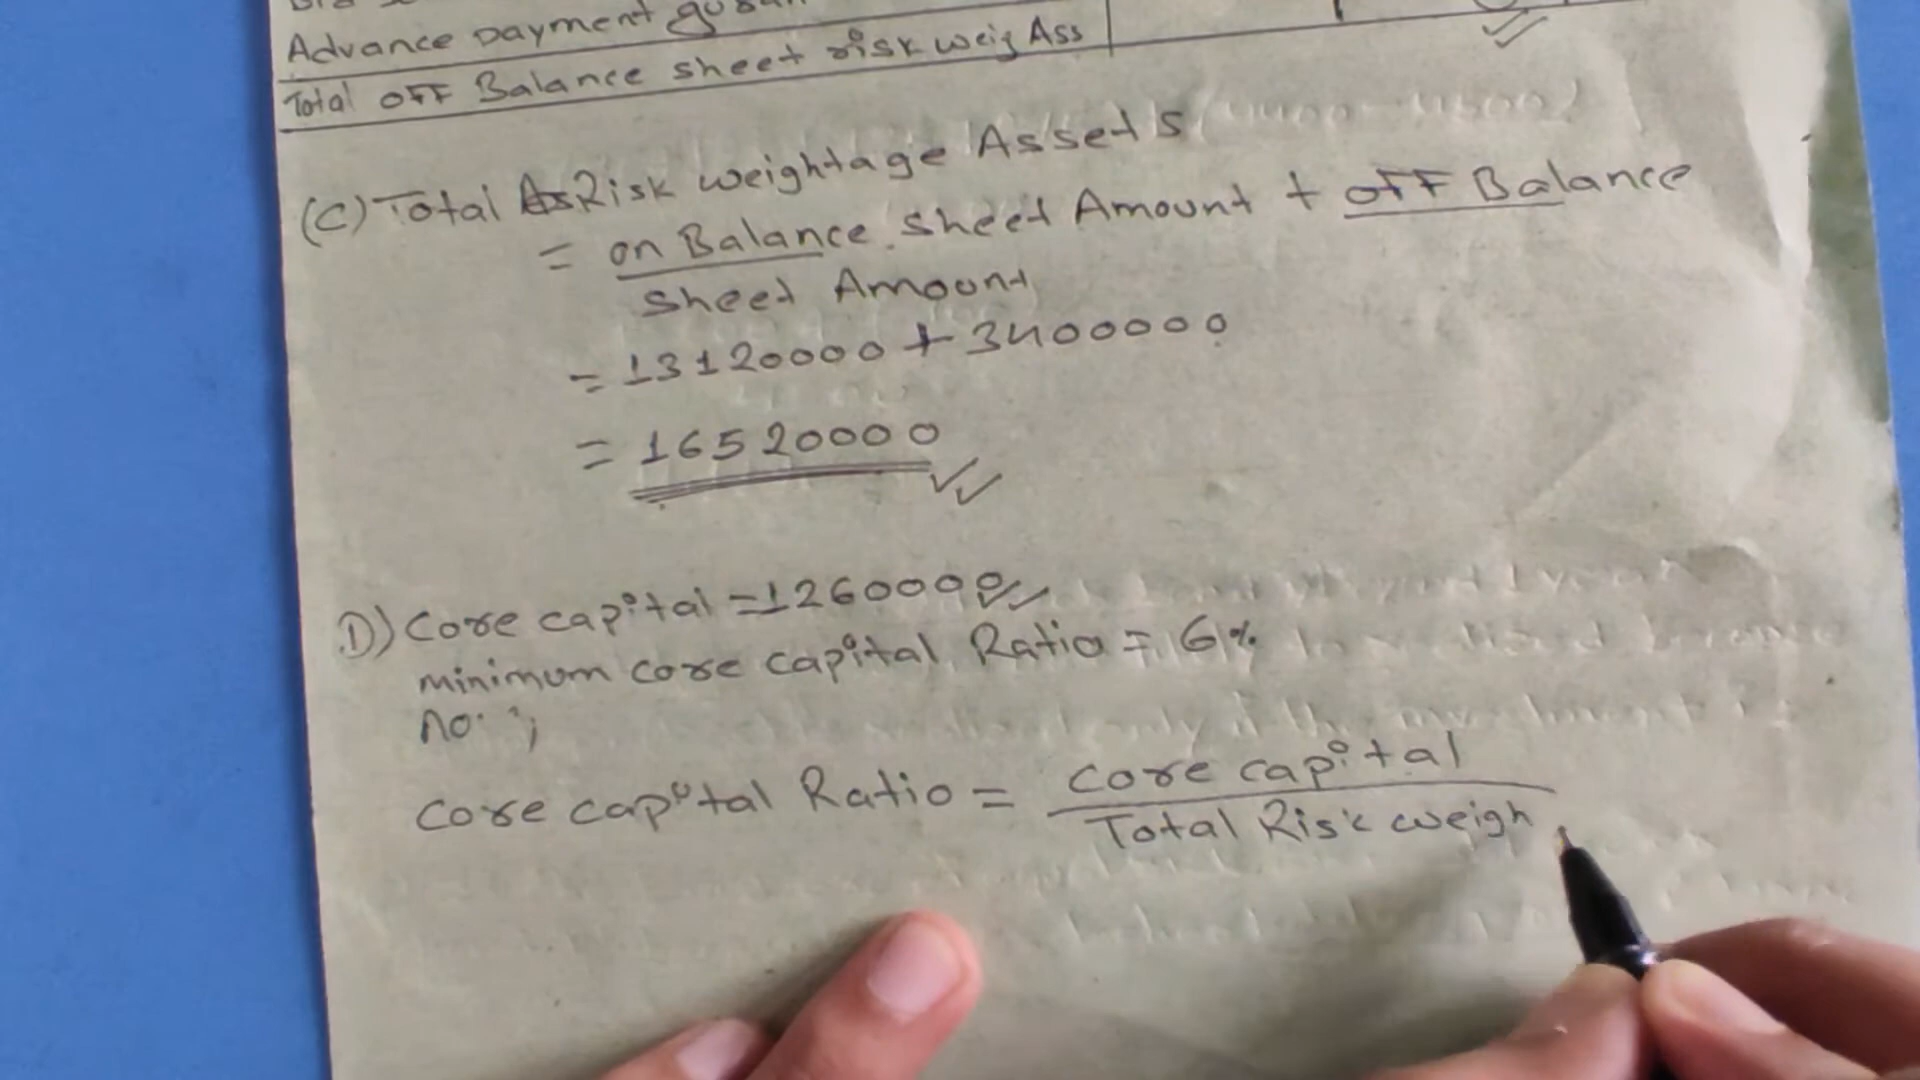 Advance payment
Total OFF Balance sheet risk weig Ass
(C) Total Risk weightage Assets
= on Balance sheet Amount + OFF Balance
sheet Amount
= 13120000 + 3400000
= 16520000
D) Core capital = 1260000
minimum core capital Ratio = 6%
no;
core capital Ratio = core capital
Total Risk weigh